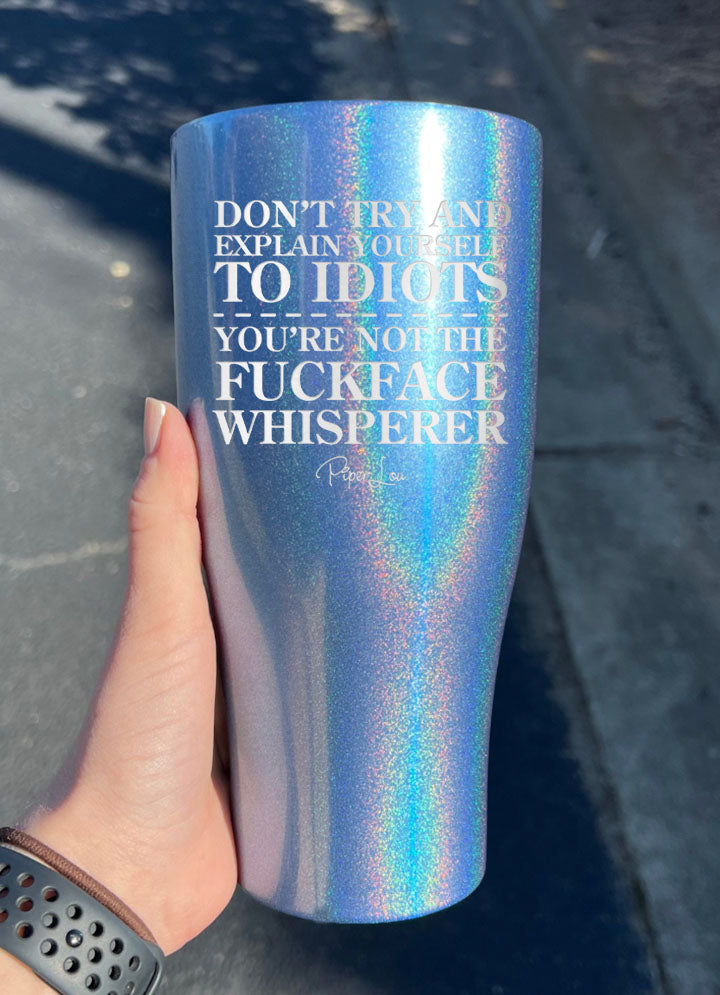 DON'T TRY AND
EXPLAIN YOURSELF
TO IDIOTS
YOU'RE NOT THE
FUCKFACE
WHISPERER
Piper Lou